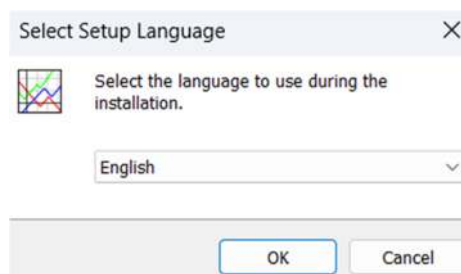 Select Setup Language
Select the language to use during the
installation.
English
OK
Cancel